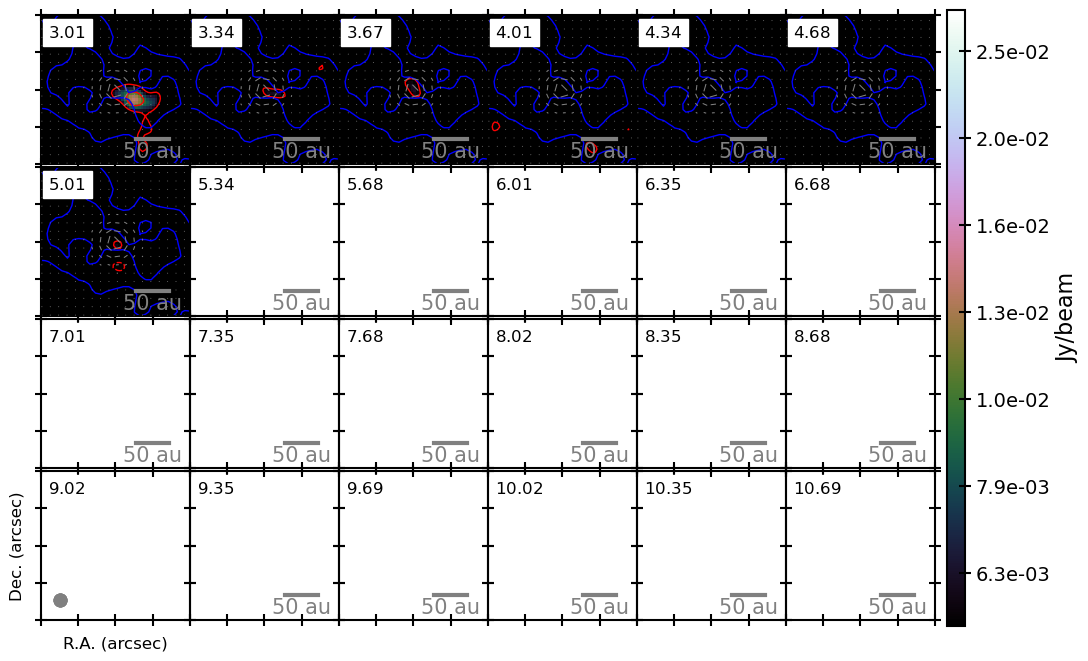 3.01 3.34 3.67 4.01 4.34 4.68
50 au 50 au 50 au 50 au 50 au 50 au
5.01 5.34 5.68 6.01 6.35 6.68
50 au 50 au 50 au 50 au 50 au 50 au
7.01 7.35 7.68 8.02 8.35 8.68
50 au 50 au 50 au 50 au 50 au 50 au
9.02 9.35 9.69 10.02 10.35 10.69
50 au 50 au 50 au 50 au 50 au
Dec. (arcsec)
R.A. (arcsec)
2.5e-02
2.0e-02
1.6e-02
1.3e-02
1.0e-02
7.9e-03
6.3e-03
Jy/beam